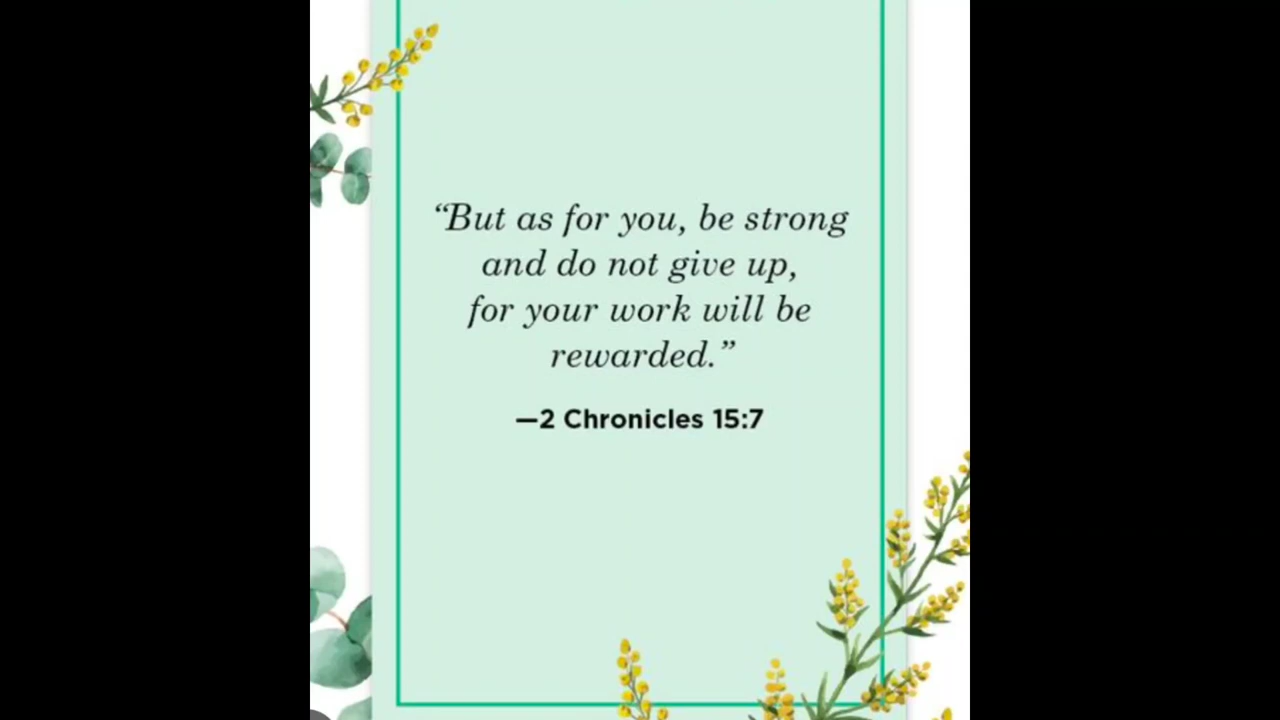 “But as for you, be strong
and do not give up,
for your work will be
rewarded.”
—2 Chronicles 15:7